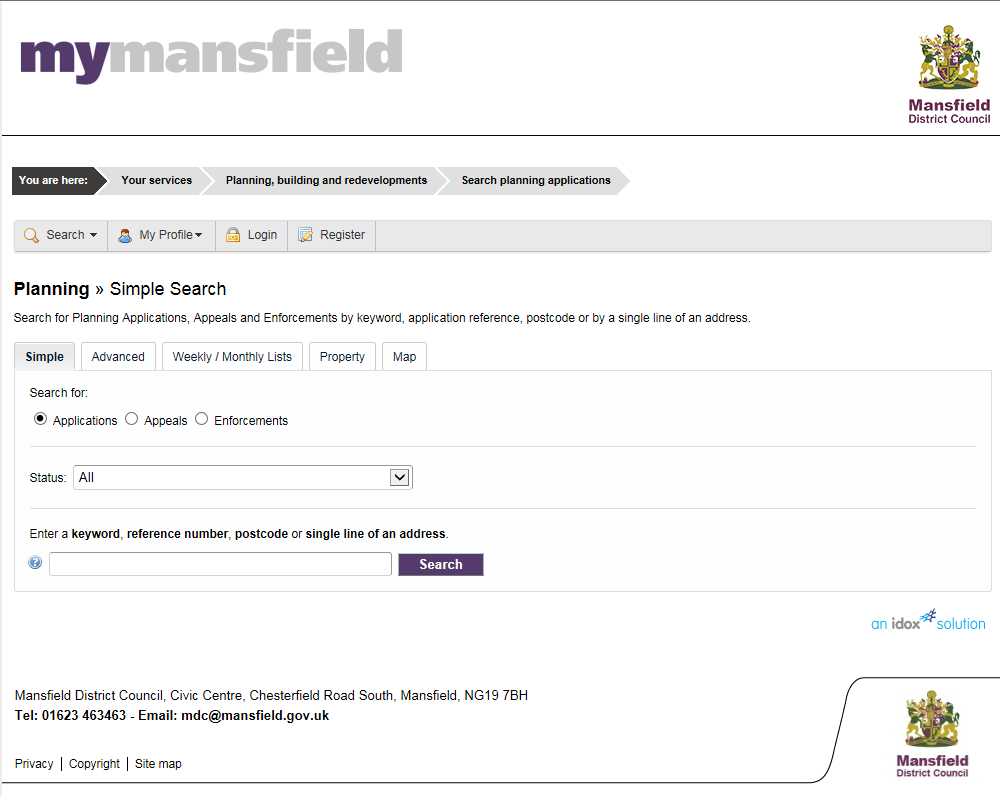 mymansfield
Mansfield
District Council
You are here: Your services Planning, building and redevelopments Search planning applications
Search My Profile Login Register
Planning » Simple Search
Search for Planning Applications, Appeals and Enforcements by keyword, application reference, postcode or by a single line of an address.
Simple Advanced Weekly / Monthly Lists Property Map
Search for:
Applications Appeals Enforcements
Status: All
Enter a keyword, reference number, postcode or single line of an address.
? Search
an idox solution
Mansfield District Council, Civic Centre, Chesterfield Road South, Mansfield, NG19 7BH
Tel: 01623 463463 - Email: mdc@mansfield.gov.uk
Privacy | Copyright | Site map
Mansfield
District Council